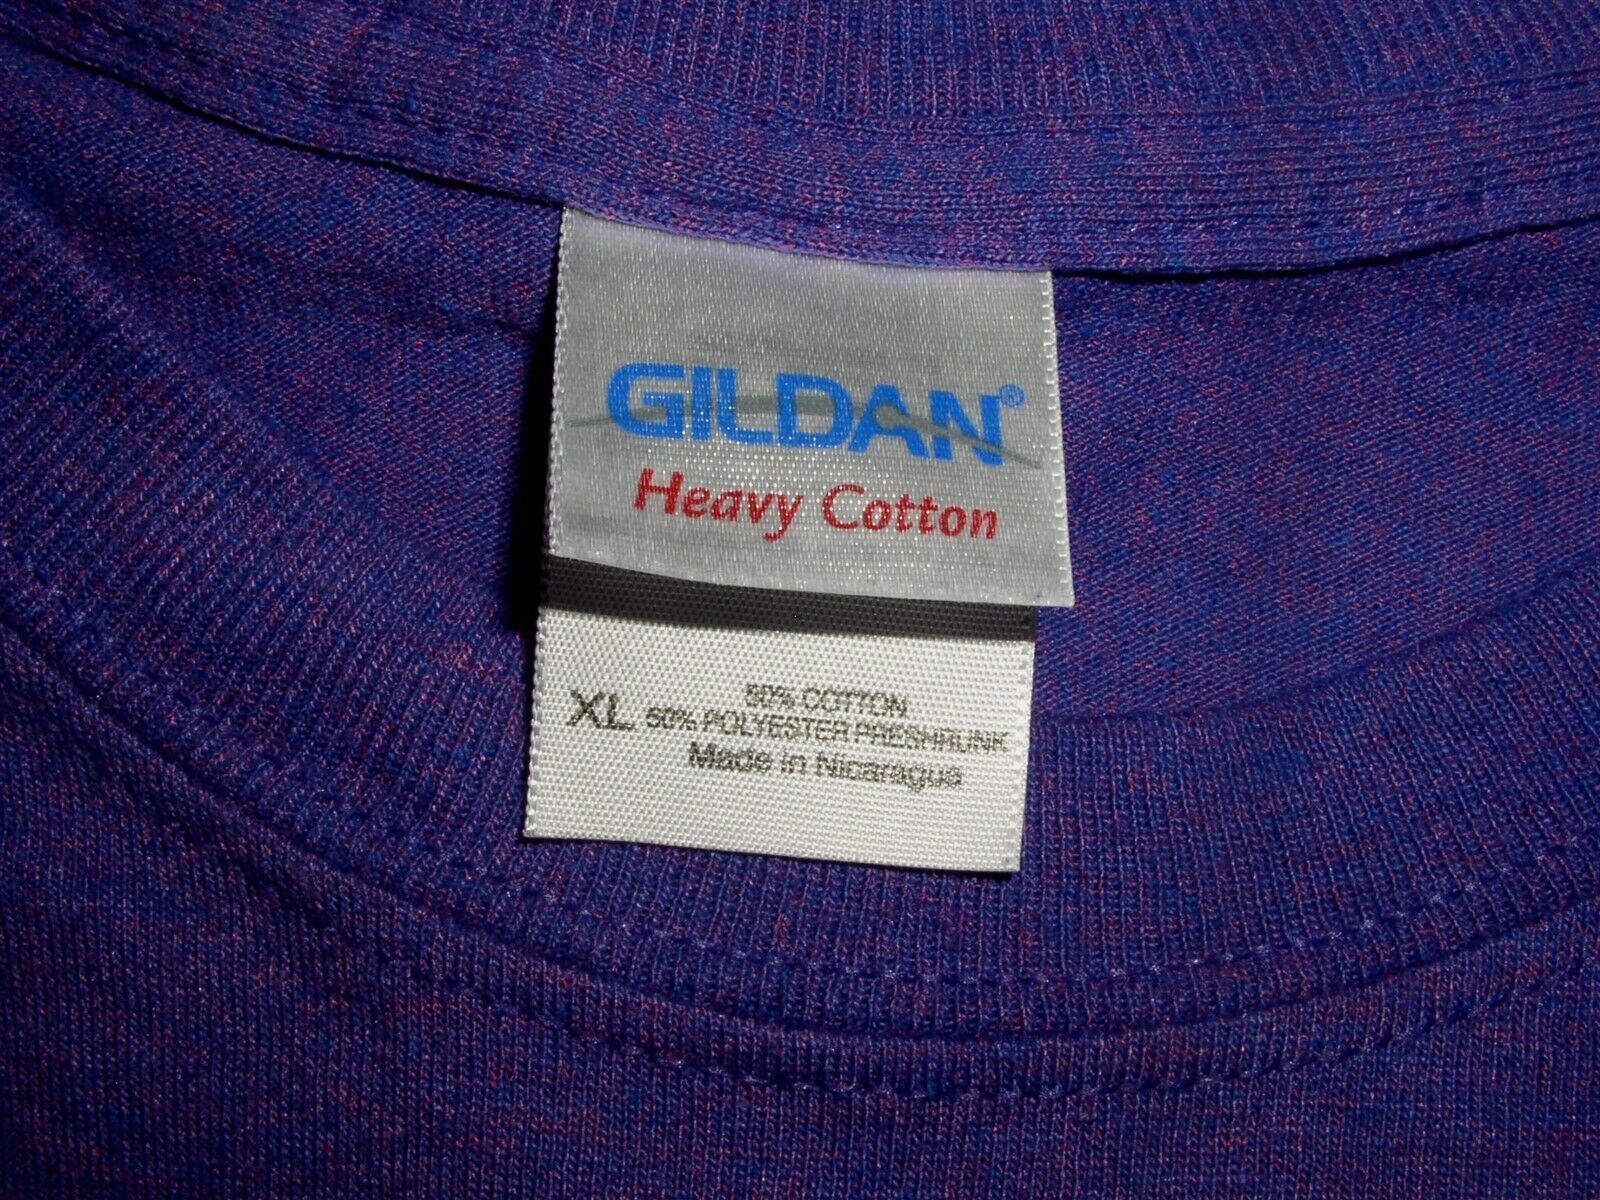 GILDAN®
Heavy Cotton
XL
50% COTTON
50% POLYESTER PRESHRUNK
Made in Nicaragua